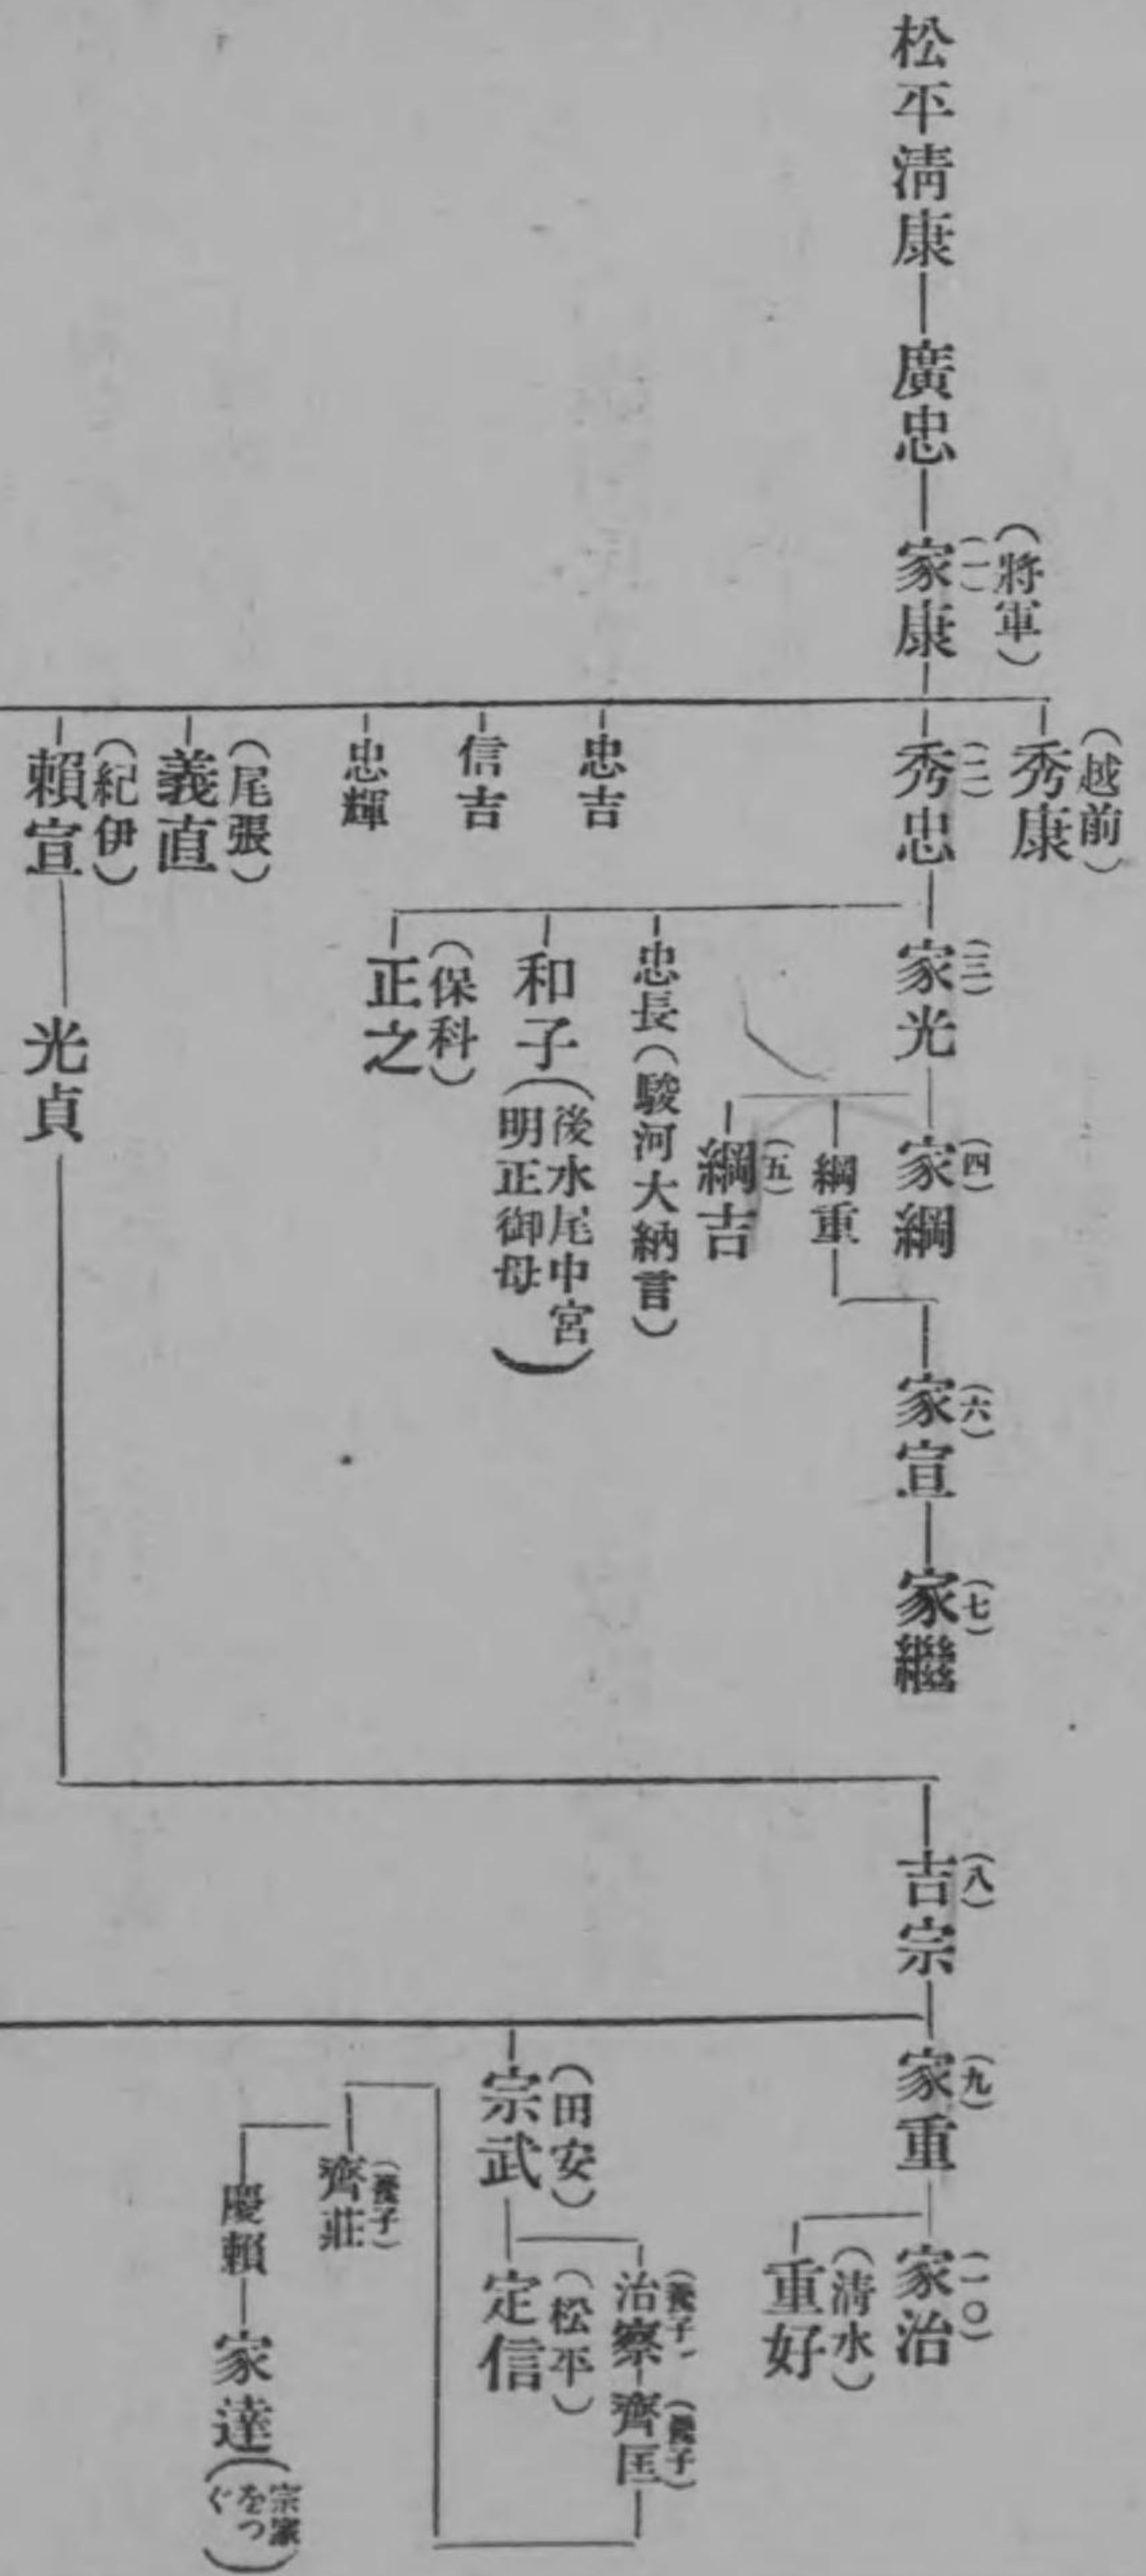 松平淸康―廣忠―家康
(將軍)
(一)
(越前)
秀康
(二)
秀忠
忠吉
信吉
忠輝
(尾張)
義直
(紀伊)
賴宣―光貞
(三)
家光
忠長(駿河大納言)
和子(後水尾中宮
明正御母)
(保科)
正之
(四)
家綱
綱重
(五)
綱吉
(六)
家宣―
(七)
家繼
(八)
吉宗―
(九)
家重
(田安)
宗武
(一〇)
家治
(淸水)
重好
(養子)
治察―
(養子)
齊匡
(松平)
定信
(養子)
齊莊
慶賴―家達(宗家
をつ
ぐ)